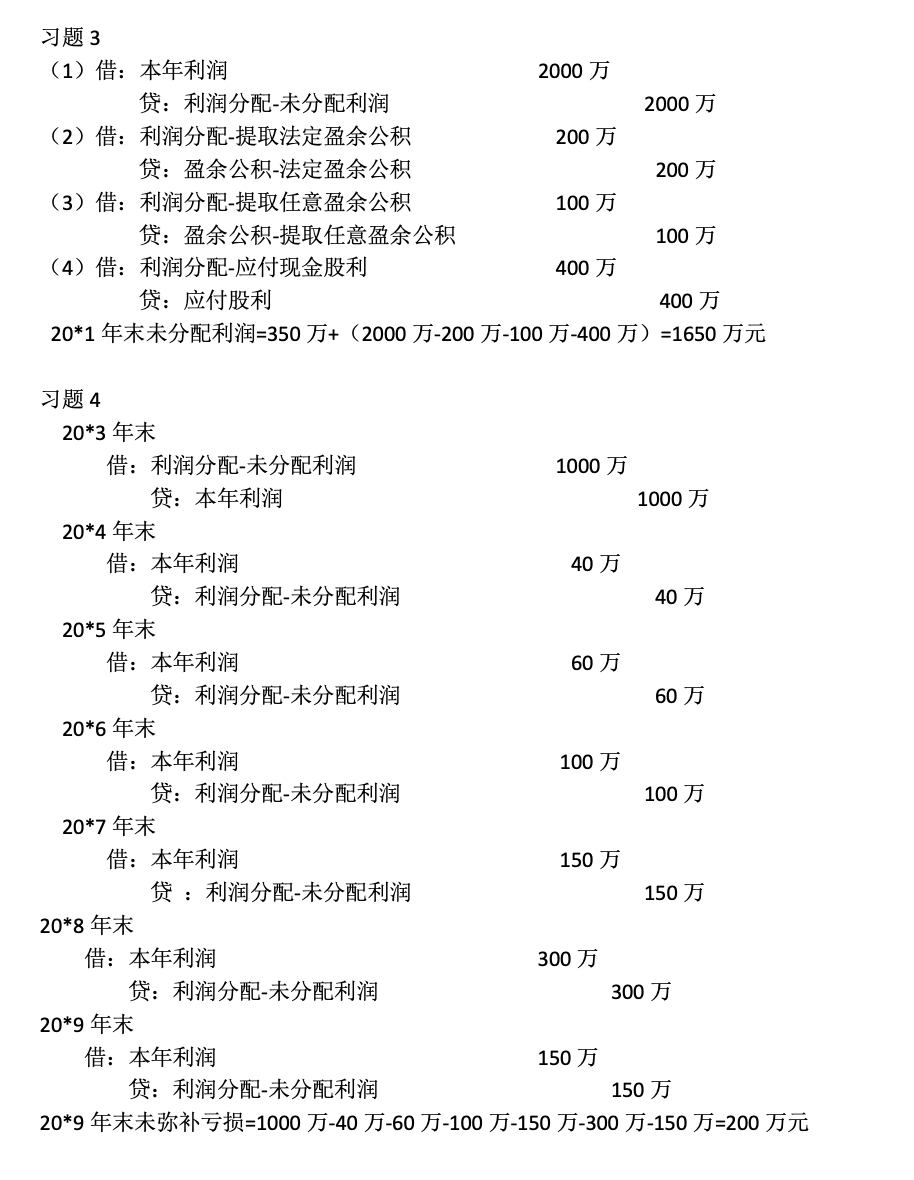 习题 3
（1）借：本年利润 2000 万
贷：利润分配-未分配利润 2000 万
（2）借：利润分配-提取法定盈余公积 200 万
贷：盈余公积-法定盈余公积 200 万
（3）借：利润分配-提取任意盈余公积 100 万
贷：盈余公积-提取任意盈余公积 100 万
（4）借：利润分配-应付现金股利 400 万
贷：应付股利 400 万
20*1 年末未分配利润=350 万+（2000 万-200 万-100 万-400 万）=1650 万元
习题 4
20*3 年末
借：利润分配-未分配利润 1000 万
贷：本年利润 1000 万
20*4 年末
借：本年利润 40 万
贷：利润分配-未分配利润 40 万
20*5 年末
借：本年利润 60 万
贷：利润分配-未分配利润 60 万
20*6 年末
借：本年利润 100 万
贷：利润分配-未分配利润 100 万
20*7 年末
借：本年利润 150 万
贷 ：利润分配-未分配利润 150 万
20*8 年末
借：本年利润 300 万
贷：利润分配-未分配利润 300 万
20*9 年末
借：本年利润 150 万
贷：利润分配-未分配利润 150 万
20*9 年末未弥补亏损=1000 万-40 万-60 万-100 万-150 万-300 万-150 万=200 万元